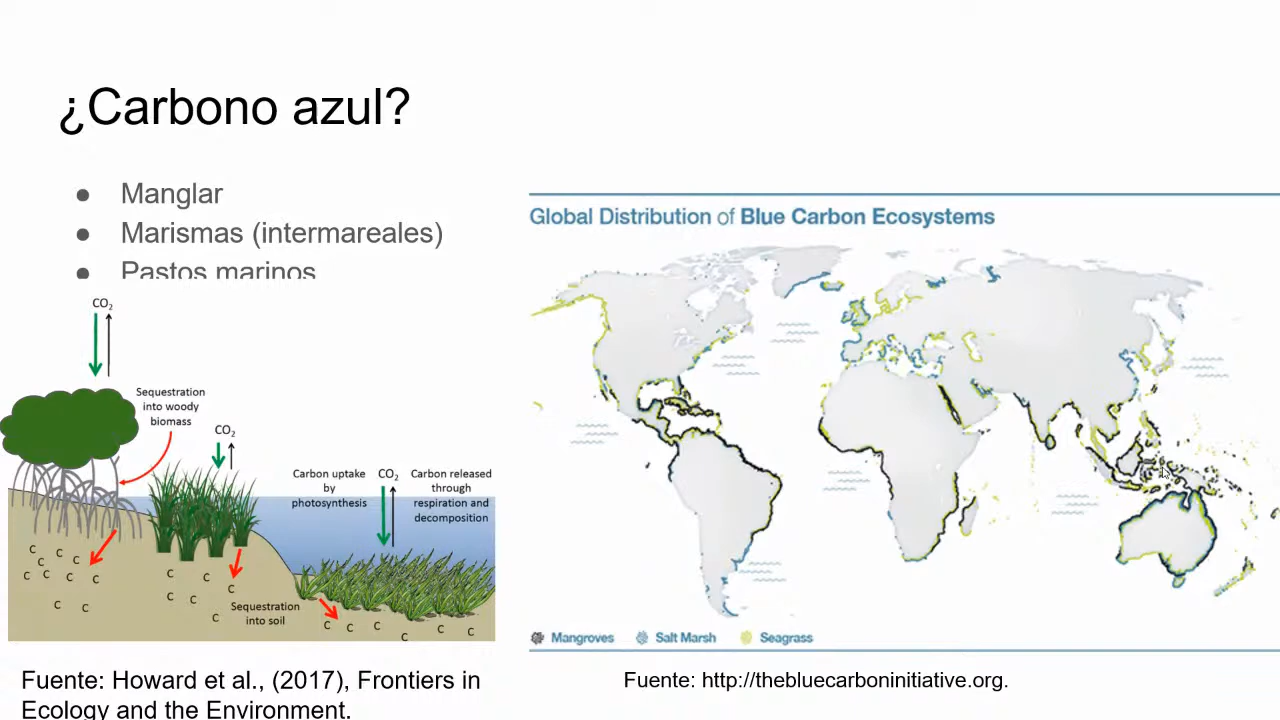 ¿Carbono azul?
● Manglar
● Marismas (intermareales)
● Pastos marinos
CO2
Sequestration
into woody
biomass
CO2
Carbon uptake
by
photosynthesis
CO2
Carbon released
through
respiration and
decomposition
C C C
C
C C C C
C C
C C
C C C
C
Sequestration
into soil
C C C C C C
Fuente: Howard et al., (2017), Frontiers in
Ecology and the Environment.
Global Distribution of Blue Carbon Ecosystems
Mangroves Salt Marsh Seagrass
Fuente: http://thebluecarboninitiative.org.